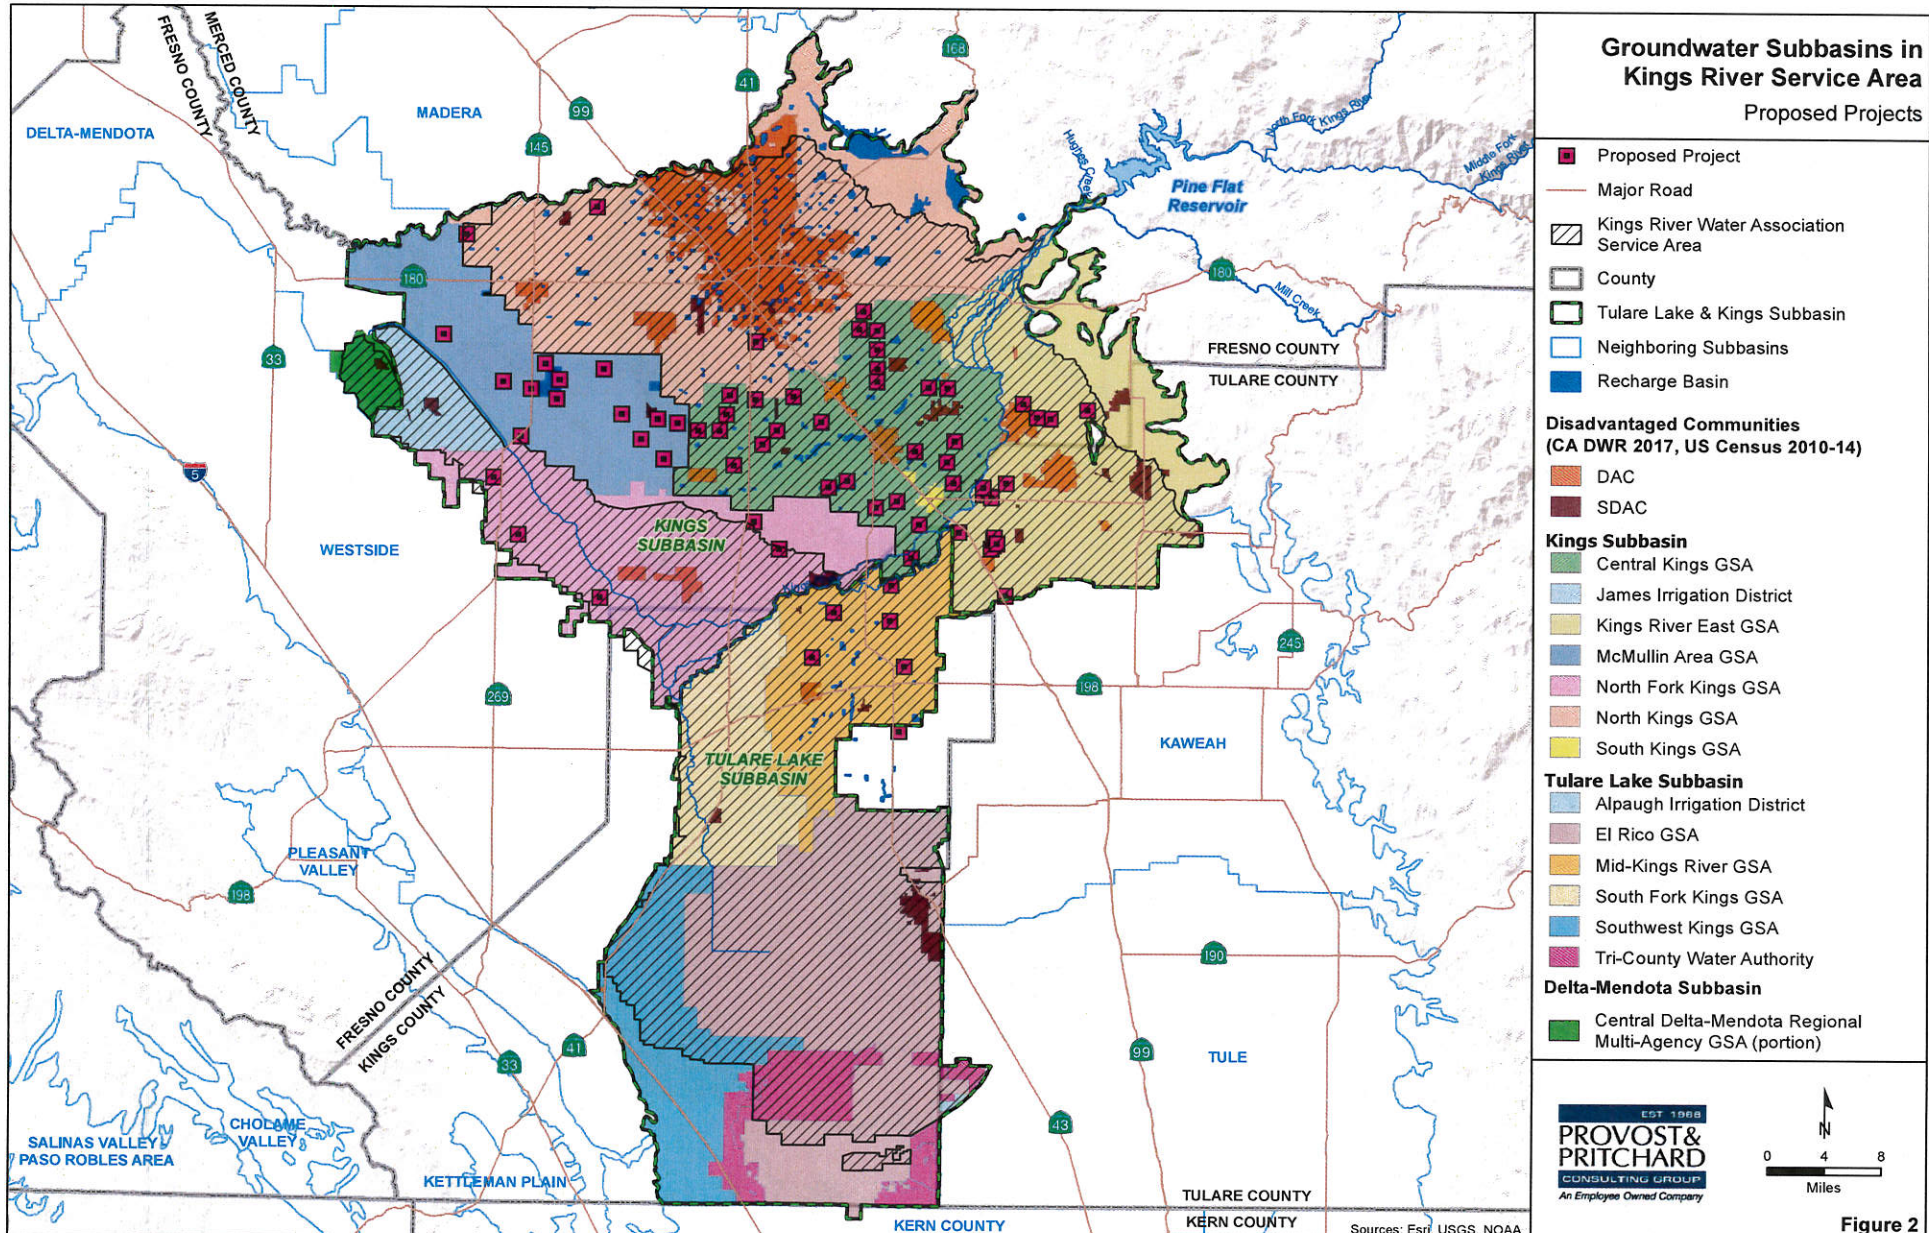 Groundwater Subbasins in
Kings River Service Area
Proposed Projects
Proposed Project
Major Road
Kings River Water Association
Service Area
County
Tulare Lake & Kings Subbasin
Neighboring Subbasins
Recharge Basin
Disadvantaged Communities
(CA DWR 2017, US Census 2010-14)
DAC
SDAC
Kings Subbasin
Central Kings GSA
James Irrigation District
Kings River East GSA
McMullin Area GSA
North Fork Kings GSA
North Kings GSA
South Kings GSA
Tulare Lake Subbasin
Alpaugh Irrigation District
El Rico GSA
Mid-Kings River GSA
South Fork Kings GSA
Southwest Kings GSA
Tri-County Water Authority
Delta-Mendota Subbasin
Central Delta-Mendota Regional
Multi-Agency GSA (portion)
EST 1968
PROVOST&
PRITCHARD
CONSULTING GROUP
An Employee Owned Company
N
0 4 8
Miles
Figure 2
MERCED COUNTY
FRESNO COUNTY
DELTA-MENDOTA
MADERA
168
41
99
145
North Fork Kings River
Middle Fork
Kings River
Hughes Creek
Pine Flat
Reservoir
180
180
Mill Creek
33
FRESNO COUNTY
TULARE COUNTY
5
WESTSIDE
KINGS
SUBBASIN
Kings
245
269
198
KAWEAH
TULARE LAKE
SUBBASIN
PLEASANT
VALLEY
198
190
FRESNO COUNTY
KINGS COUNTY
41
33
99
TULE
43
CHOLAME
VALLEY
SALINAS VALLEY
PASO ROBLES AREA
KETTLEMAN PLAIN
TULARE COUNTY
KERN COUNTY
KERN COUNTY
Sources: Esri, USGS, NOAA